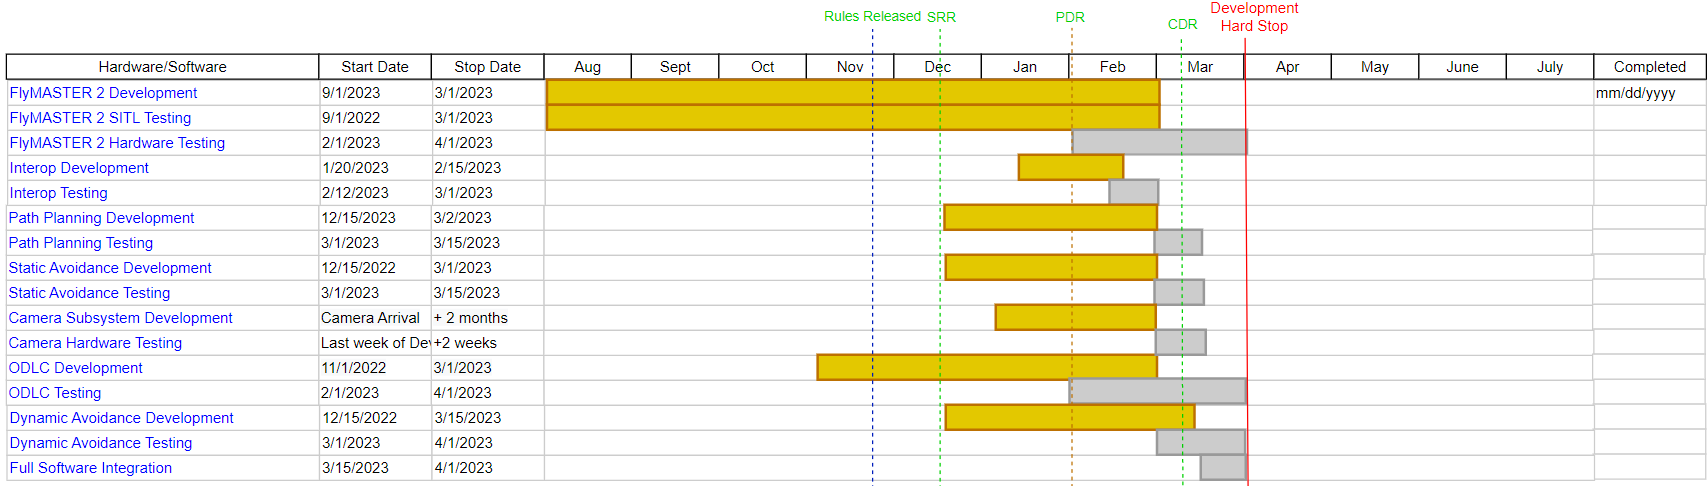 Rules Released SRR PDR CDR Development
Hard Stop
Hardware/Software Start Date Stop Date Aug Sept Oct Nov Dec Jan Feb Mar Apr May June July Completed
FlyMASTER 2 Development 9/1/2023 3/1/2023 mm/dd/yyyy
FlyMASTER 2 SITL Testing 9/1/2022 3/1/2023
FlyMASTER 2 Hardware Testing 2/1/2023 4/1/2023
Interop Development 1/20/2023 2/15/2023
Interop Testing 2/12/2023 3/1/2023
Path Planning Development 12/15/2023 3/2/2023
Path Planning Testing 3/1/2023 3/15/2023
Static Avoidance Development 12/15/2022 3/1/2023
Static Avoidance Testing 3/1/2023 3/15/2023
Camera Subsystem Development Camera Arrival + 2 months
Camera Hardware Testing Last week of Dev +2 weeks
ODLC Development 11/1/2022 3/1/2023
ODLC Testing 2/1/2023 4/1/2023
Dynamic Avoidance Development 12/15/2022 3/15/2023
Dynamic Avoidance Testing 3/1/2023 4/1/2023
Full Software Integration 3/15/2023 4/1/2023